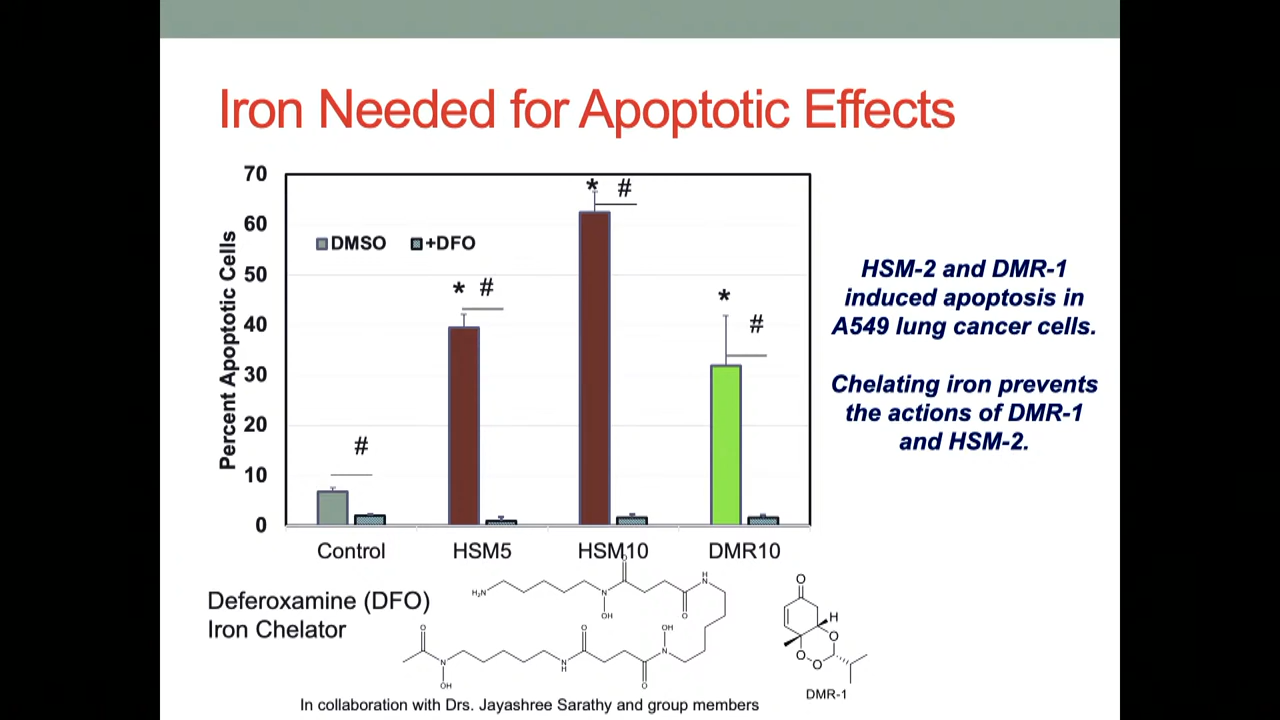 Iron Needed for Apoptotic Effects
Percent Apoptotic Cells
70
60
50
40
30
20
10
0
DMSO +DFO
#
* #
* #
* #
Control HSM5 HSM10 DMR10
HSM-2 and DMR-1
induced apoptosis in
A549 lung cancer cells.
Chelating iron prevents
the actions of DMR-1
and HSM-2.
Deferoxamine (DFO)
Iron Chelator
H₂N
N
OH
O
O
H
N
O
N
OH
N
H
O
O
N
OH
O
H
O
O
O
DMR-1
In collaboration with Drs. Jayashree Sarathy and group members